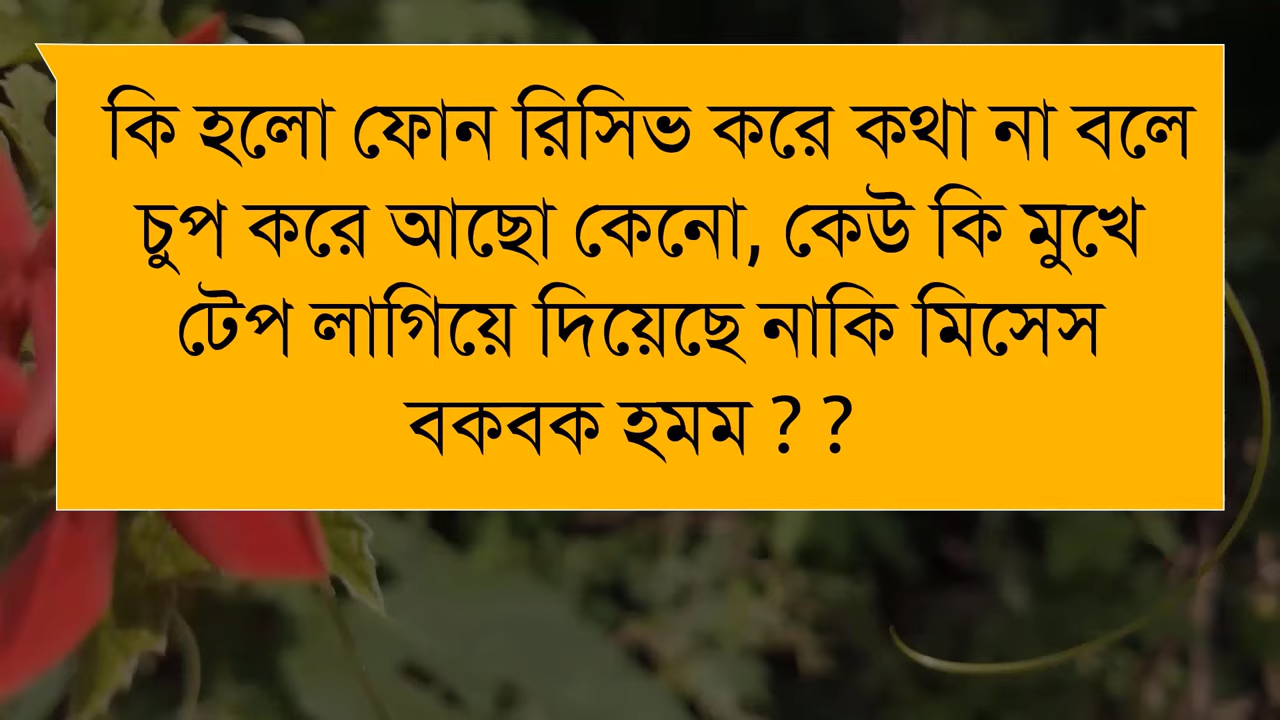 কি হলো ফোন রিসিভ করে কথা না বলে
চুপ করে আছো কেনো, কেউ কি মুখে
টেপ লাগিয়ে দিয়েছে নাকি মিসেস
বকবক হমম ? ?